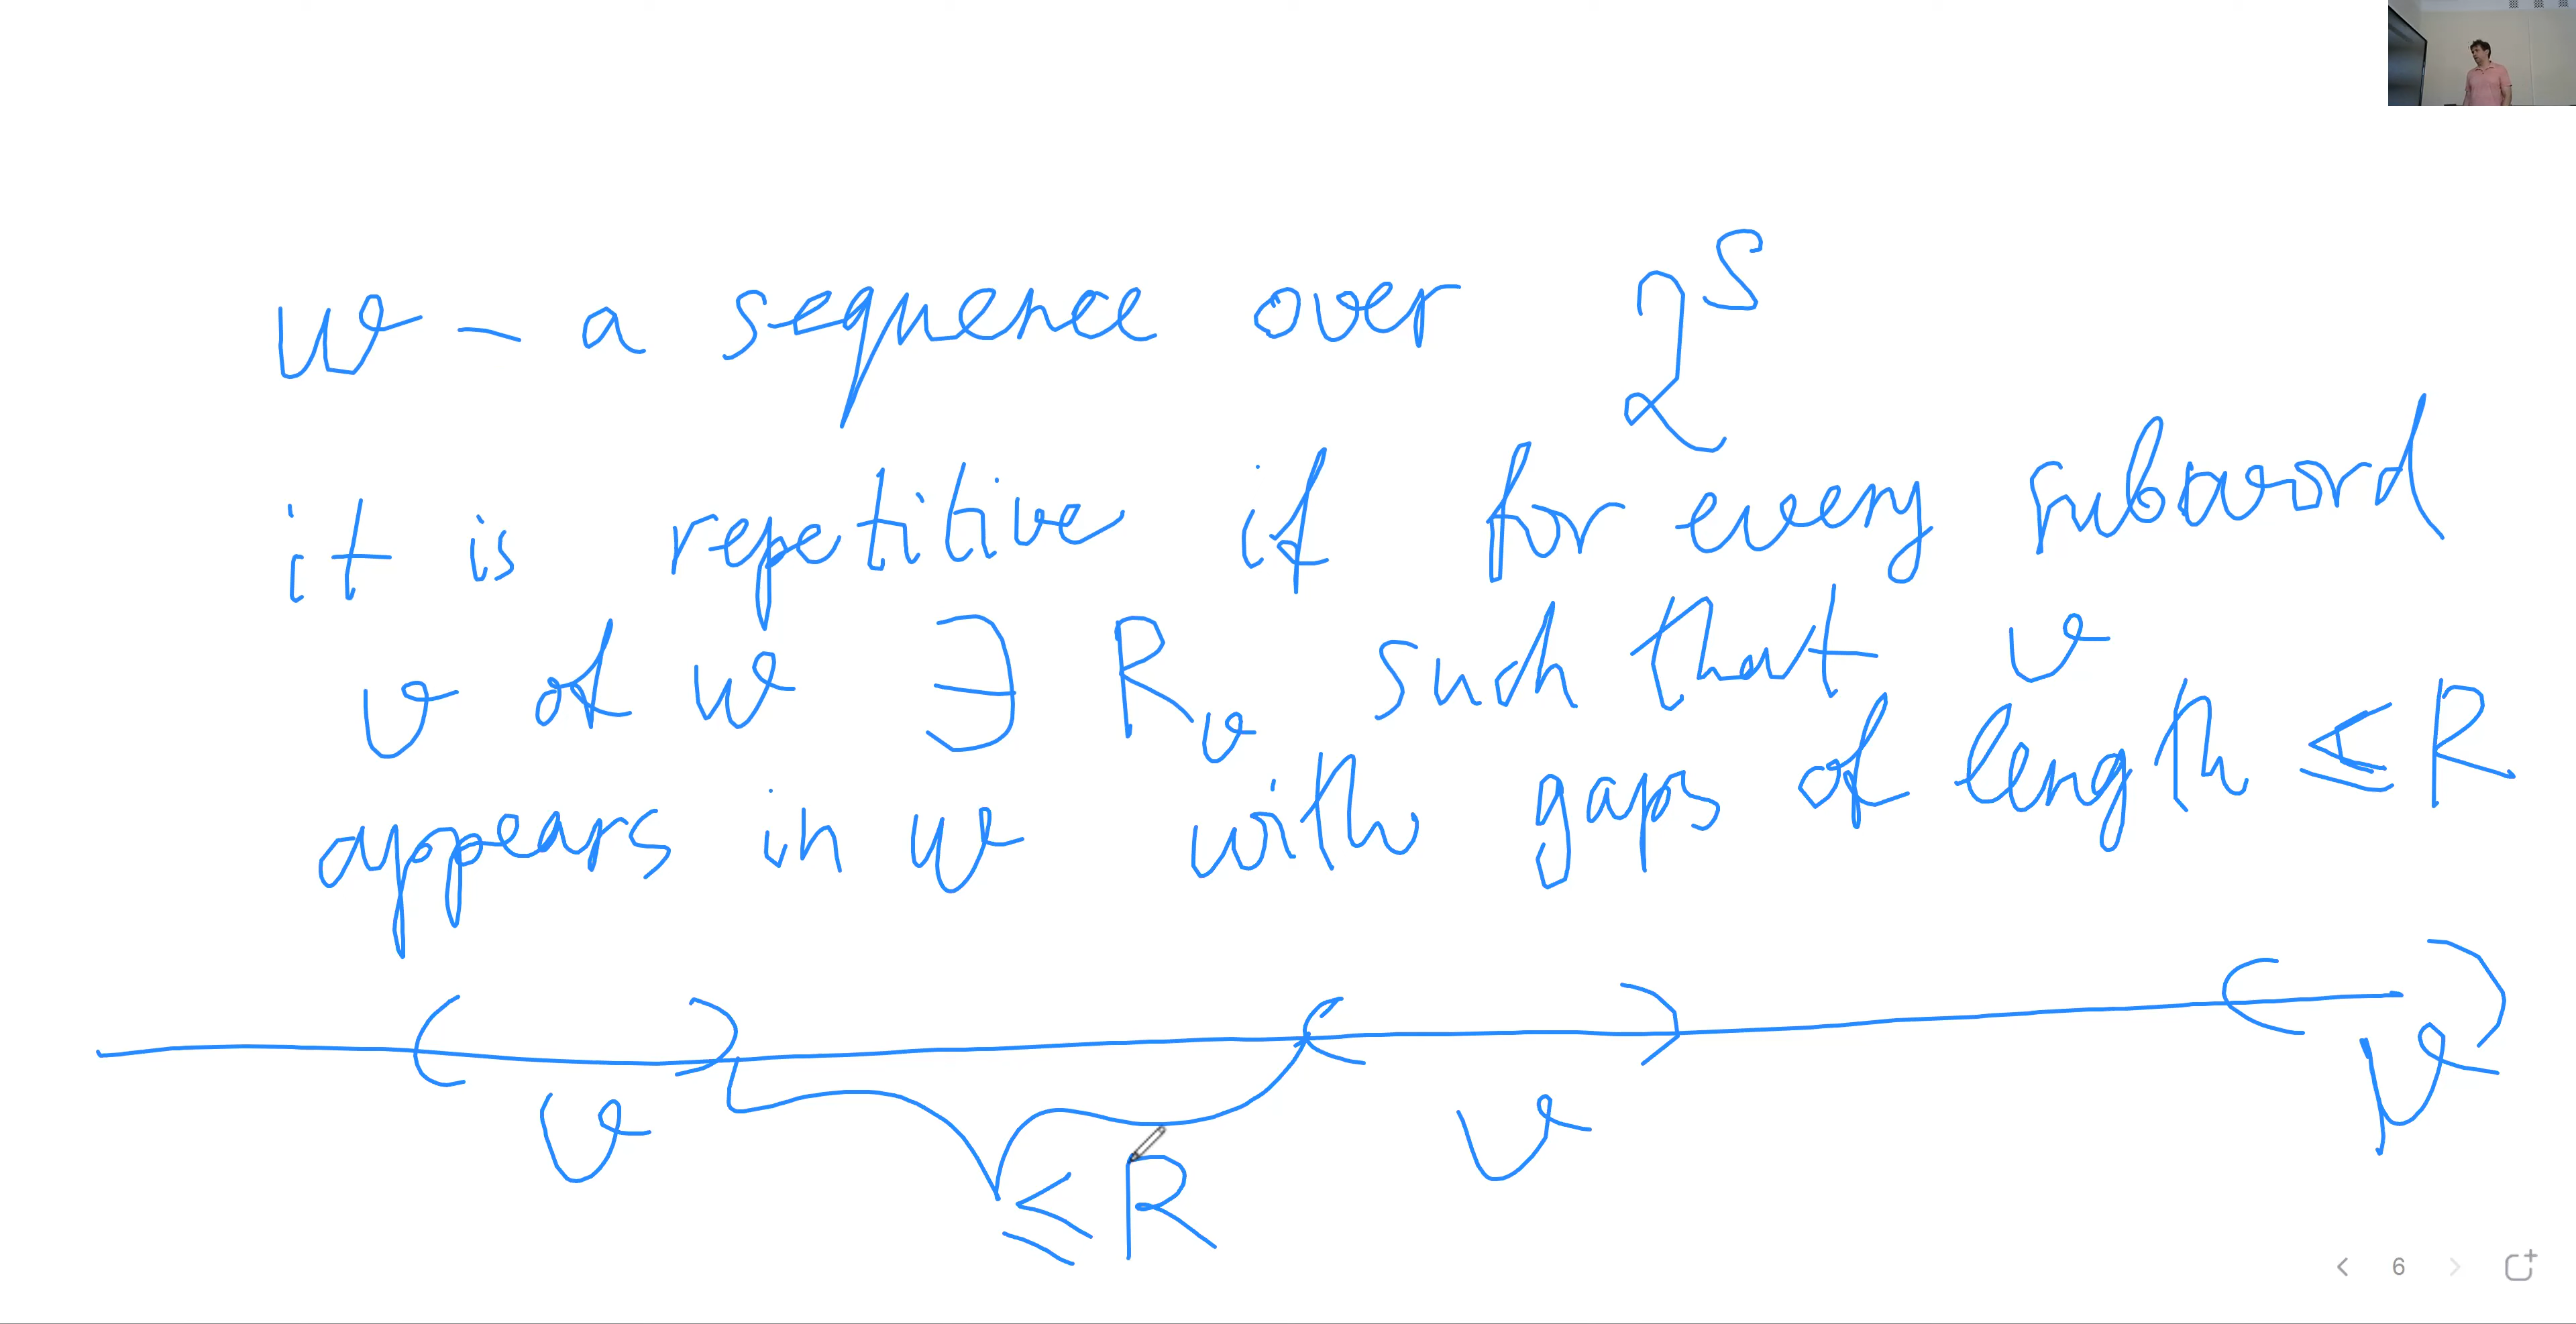 w – a sequence over 2^S
it is repetitive if for every subword
v of w ∃ R_v such that v
appears in w with gaps of length ≤ R
v v v
≤ R
6